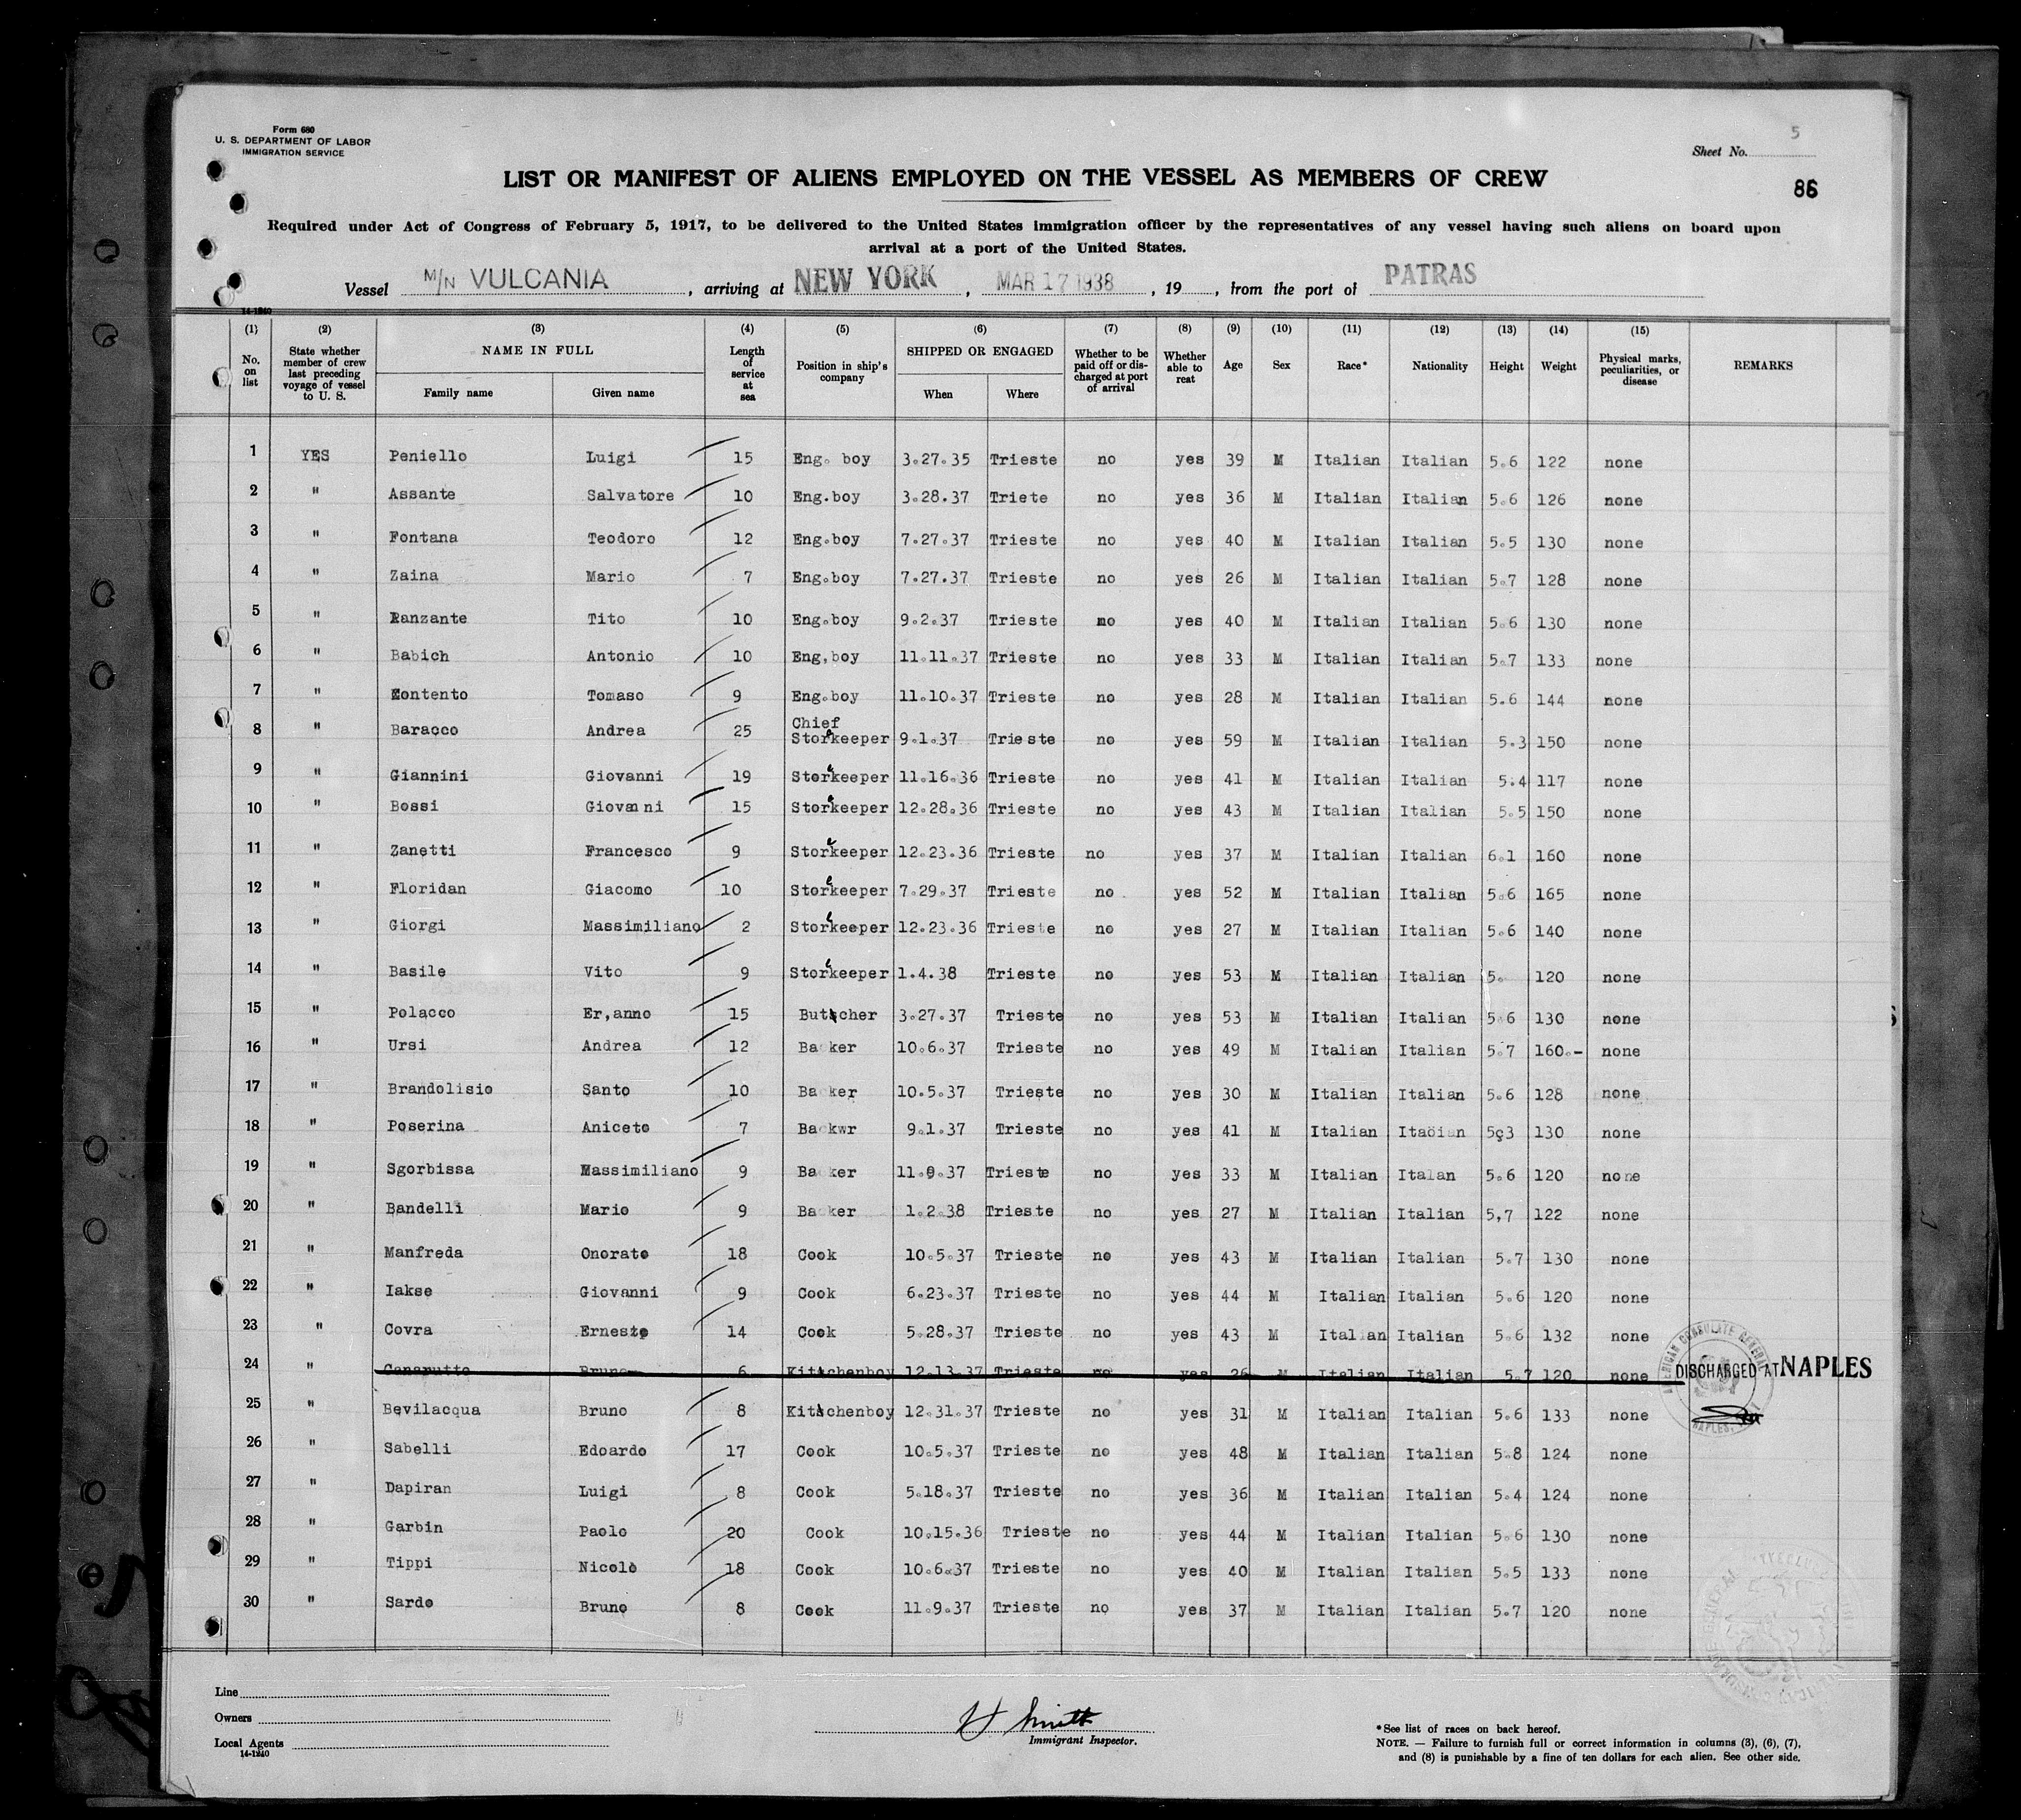 Form 680
U. S. DEPARTMENT OF LABOR
IMMIGRATION SERVICE
5
Sheet No.
86
LIST OR MANIFEST OF ALIENS EMPLOYED ON THE VESSEL AS MEMBERS OF CREW
Required under Act of Congress of February 5, 1917, to be delivered to the United States immigration officer by the representatives of any vessel having such aliens on board upon
arrival at a port of the United States.
Vessel M/N VULCANIA, arriving at NEW YORK, MAR 17 1938, 19, from the port of PATRAS
14-1240
(1) (2) (3) (4) (5) (6) (7) (8) (9) (10) (11) (12) (13) (14) (15)
No. on list State whether member of crew last preceding voyage of vessel to U. S. NAME IN FULL Family name Given name Length of service at sea Position in ship's company SHIPPED OR ENGAGED When Where Whether to be paid off or discharged at port of arrival Whether able to reat Age Sex Race* Nationality Height Weight Physical marks, peculiarities, or disease REMARKS
1 YES Peniello Luigi 15 Eng. boy 3.27.35 Trieste no yes 39 M Italian Italian 5.6 122 none
2 " Assante Salvatore 10 Eng.boy 3.28.37 Triete no yes 36 M Italian Italian 5.6 126 none
3 " Fontana Teodoro 12 Eng.boy 7.27.37 Trieste no yes 40 M Italian Italian 5.5 130 none
4 " Zaina Mario 7 Eng.boy 7.27.37 Trieste no yes 26 M Italian Italian 5.7 128 none
5 " Ranzante Tito 10 Eng.boy 9.2.37 Trieste no yes 40 M Italian Italian 5.6 130 none
6 " Babich Antonio 10 Eng,boy 11.11.37 Trieste no yes 33 M Italian Italian 5.7 133 none
7 " Contento Tomaso 9 Eng.boy 11.10.37 Trieste no yes 28 M Italian Italian 5.6 144 none
8 " Baracco Andrea 25 Chief Storekeeper 9.1.37 Trieste no yes 59 M Italian Italian 5.3 150 none
9 " Giannini Giovanni 19 Storekeeper 11.16.36 Trieste no yes 41 M Italian Italian 5.4 117 none
10 " Bossi Giovanni 15 Storekeeper 12.28.36 Trieste no yes 43 M Italian Italian 5.5 150 none
11 " Zanetti Francesco 9 Storekeeper 12.23.36 Trieste no yes 37 M Italian Italian 6.1 160 none
12 " Floridan Giacomo 10 Storekeeper 7.29.37 Trieste no yes 52 M Italian Italian 5.6 165 none
13 " Giorgi Massimiliano 2 Storekeeper 12.23.36 Trieste no yes 27 M Italian Italian 5.6 140 none
14 " Basile Vito 9 Storekeeper 1.4.38 Trieste no yes 53 M Italian Italian 5. 120 none
15 " Polacco Er,anno 15 Butcher 3.27.37 Trieste no yes 53 M Italian Italian 5.6 130 none
16 " Ursi Andrea 12 Ba ker 10.6.37 Trieste no yes 49 M Italian Italian 5.7 160.- none
17 " Brandolisio Santo 10 Ba ker 10.5.37 Trieste no yes 30 M Italian Italian 5.6 128 none
18 " Poserina Aniceto 7 Backwr 9.1.37 Trieste no yes 41 M Italian Itaöian 5ç3 130 none
19 " Sgorbissa Massimiliano 9 Ba ker 11.9.37 Trieste no yes 33 M Italian Italan 5.6 120 none
20 " Bandelli Mario 9 Ba ker 1.2.38 Trieste no yes 27 M Italian Italian 5,7 122 none
21 " Manfreda Onorato 18 Cook 10.5.37 Trieste no yes 43 M Italian Italian 5.7 130 none
22 " Iakse Giovanni 9 Cook 6.23.37 Trieste no yes 44 M Italian Italian 5.6 120 none
23 " Covra Ernesto 14 Cook 5.28.37 Trieste no yes 43 M Italian Italian 5.6 132 none
24 " Canarutto Bruno 6 Kitchenboy 12.13.37 Trieste no yes 26 M Italian Italian 5.7 120 none DISCHARGED AT NAPLES
25 " Bevilacqua Bruno 8 Kitchenboy 12.31.37 Trieste no yes 31 M Italian Italian 5.6 133 none
26 " Sabelli Edoardo 17 Cook 10.5.37 Trieste no yes 48 M Italian Italian 5.8 124 none
27 " Dapiran Luigi 8 Cook 5.18.37 Trieste no yes 36 M Italian Italian 5.4 124 none
28 " Garbin Paolo 20 Cook 10.15.36 Trieste no yes 44 M Italian Italian 5.6 130 none
29 " Tippi Nicolò 18 Cook 10.6.37 Trieste no yes 40 M Italian Italian 5.5 133 none
30 " Sardo Bruno 8 Cook 11.9.37 Trieste no yes 37 M Italian Italian 5.7 120 none
AMERICAN CONSULATE GENERAL NAPLES,
Line
Owners
Local Agents
14-1240
H Smith
Immigrant Inspector.
*See list of races on back hereof.
NOTE. — Failure to furnish full or correct information in columns (3), (6), (7),
and (8) is punishable by a fine of ten dollars for each alien. See other side.